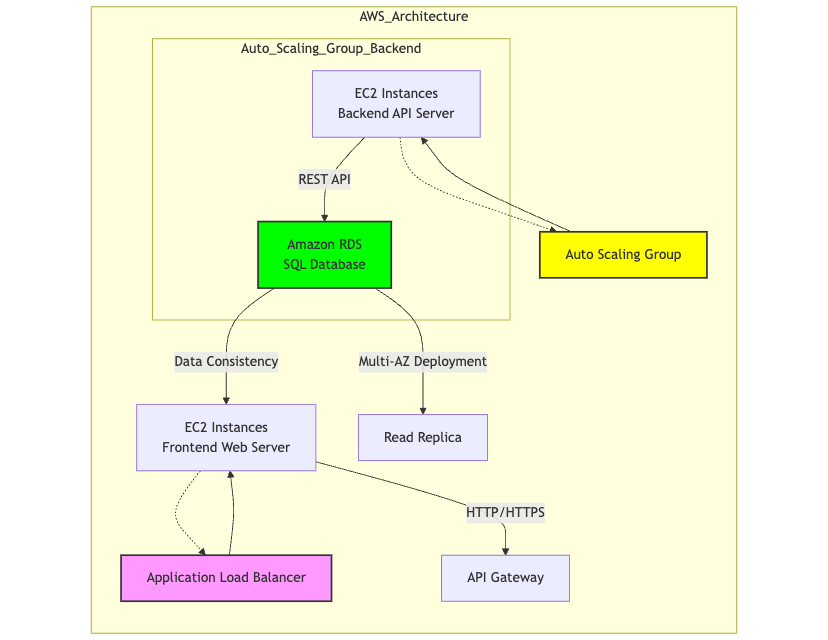 AWS_Architecture
Auto_Scaling_Group_Backend
EC2 Instances
Backend API Server
REST API
Amazon RDS
SQL Database
Auto Scaling Group
Data Consistency
Multi-AZ Deployment
EC2 Instances
Frontend Web Server
Read Replica
HTTP/HTTPS
Application Load Balancer
API Gateway